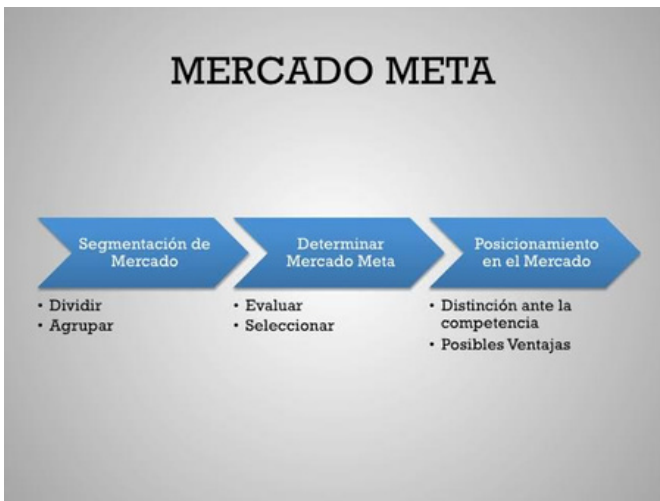 MERCADO META
Segmentación de
Mercado
• Dividir
• Agrupar
Determinar
Mercado Meta
• Evaluar
• Seleccionar
Posicionamiento
en el Mercado
• Distinción ante la
competencia
• Posibles Ventajas